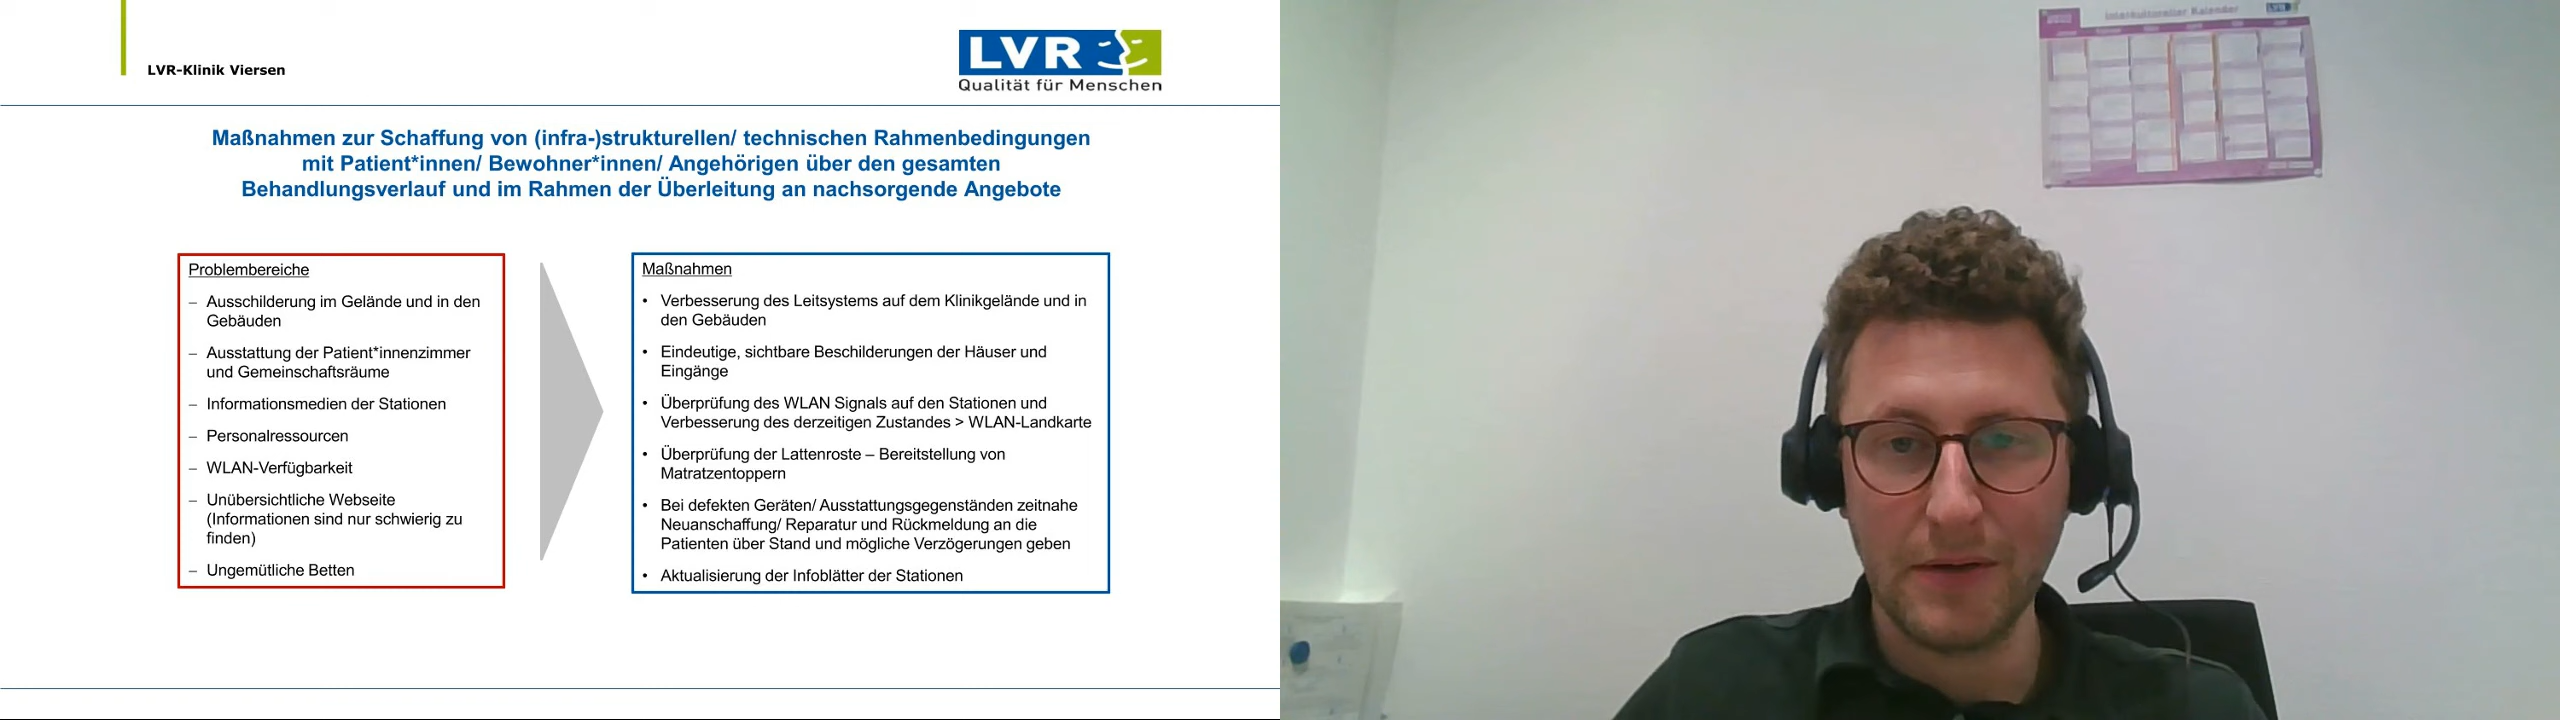 LVR-Klinik Viersen
LVR
Qualität für Menschen
Maßnahmen zur Schaffung von (infra-)strukturellen/ technischen Rahmenbedingungen
mit Patient*innen/ Bewohner*innen/ Angehörigen über den gesamten
Behandlungsverlauf und im Rahmen der Überleitung an nachsorgende Angebote
Problembereiche
– Ausschilderung im Gelände und in den
Gebäuden
– Ausstattung der Patient*innenzimmer
und Gemeinschaftsräume
– Informationsmedien der Stationen
– Personalressourcen
– WLAN-Verfügbarkeit
– Unübersichtliche Webseite
(Informationen sind nur schwierig zu
finden)
– Ungemütliche Betten
Maßnahmen
• Verbesserung des Leitsystems auf dem Klinikgelände und in
den Gebäuden
• Eindeutige, sichtbare Beschilderungen der Häuser und
Eingänge
• Überprüfung des WLAN Signals auf den Stationen und
Verbesserung des derzeitigen Zustandes > WLAN-Landkarte
• Überprüfung der Lattenroste – Bereitstellung von
Matratzentoppern
• Bei defekten Geräten/ Ausstattungsgegenständen zeitnahe
Neuanschaffung/ Reparatur und Rückmeldung an die
Patienten über Stand und mögliche Verzögerungen geben
• Aktualisierung der Infoblätter der Stationen
Interkultureller Kalender
LVR